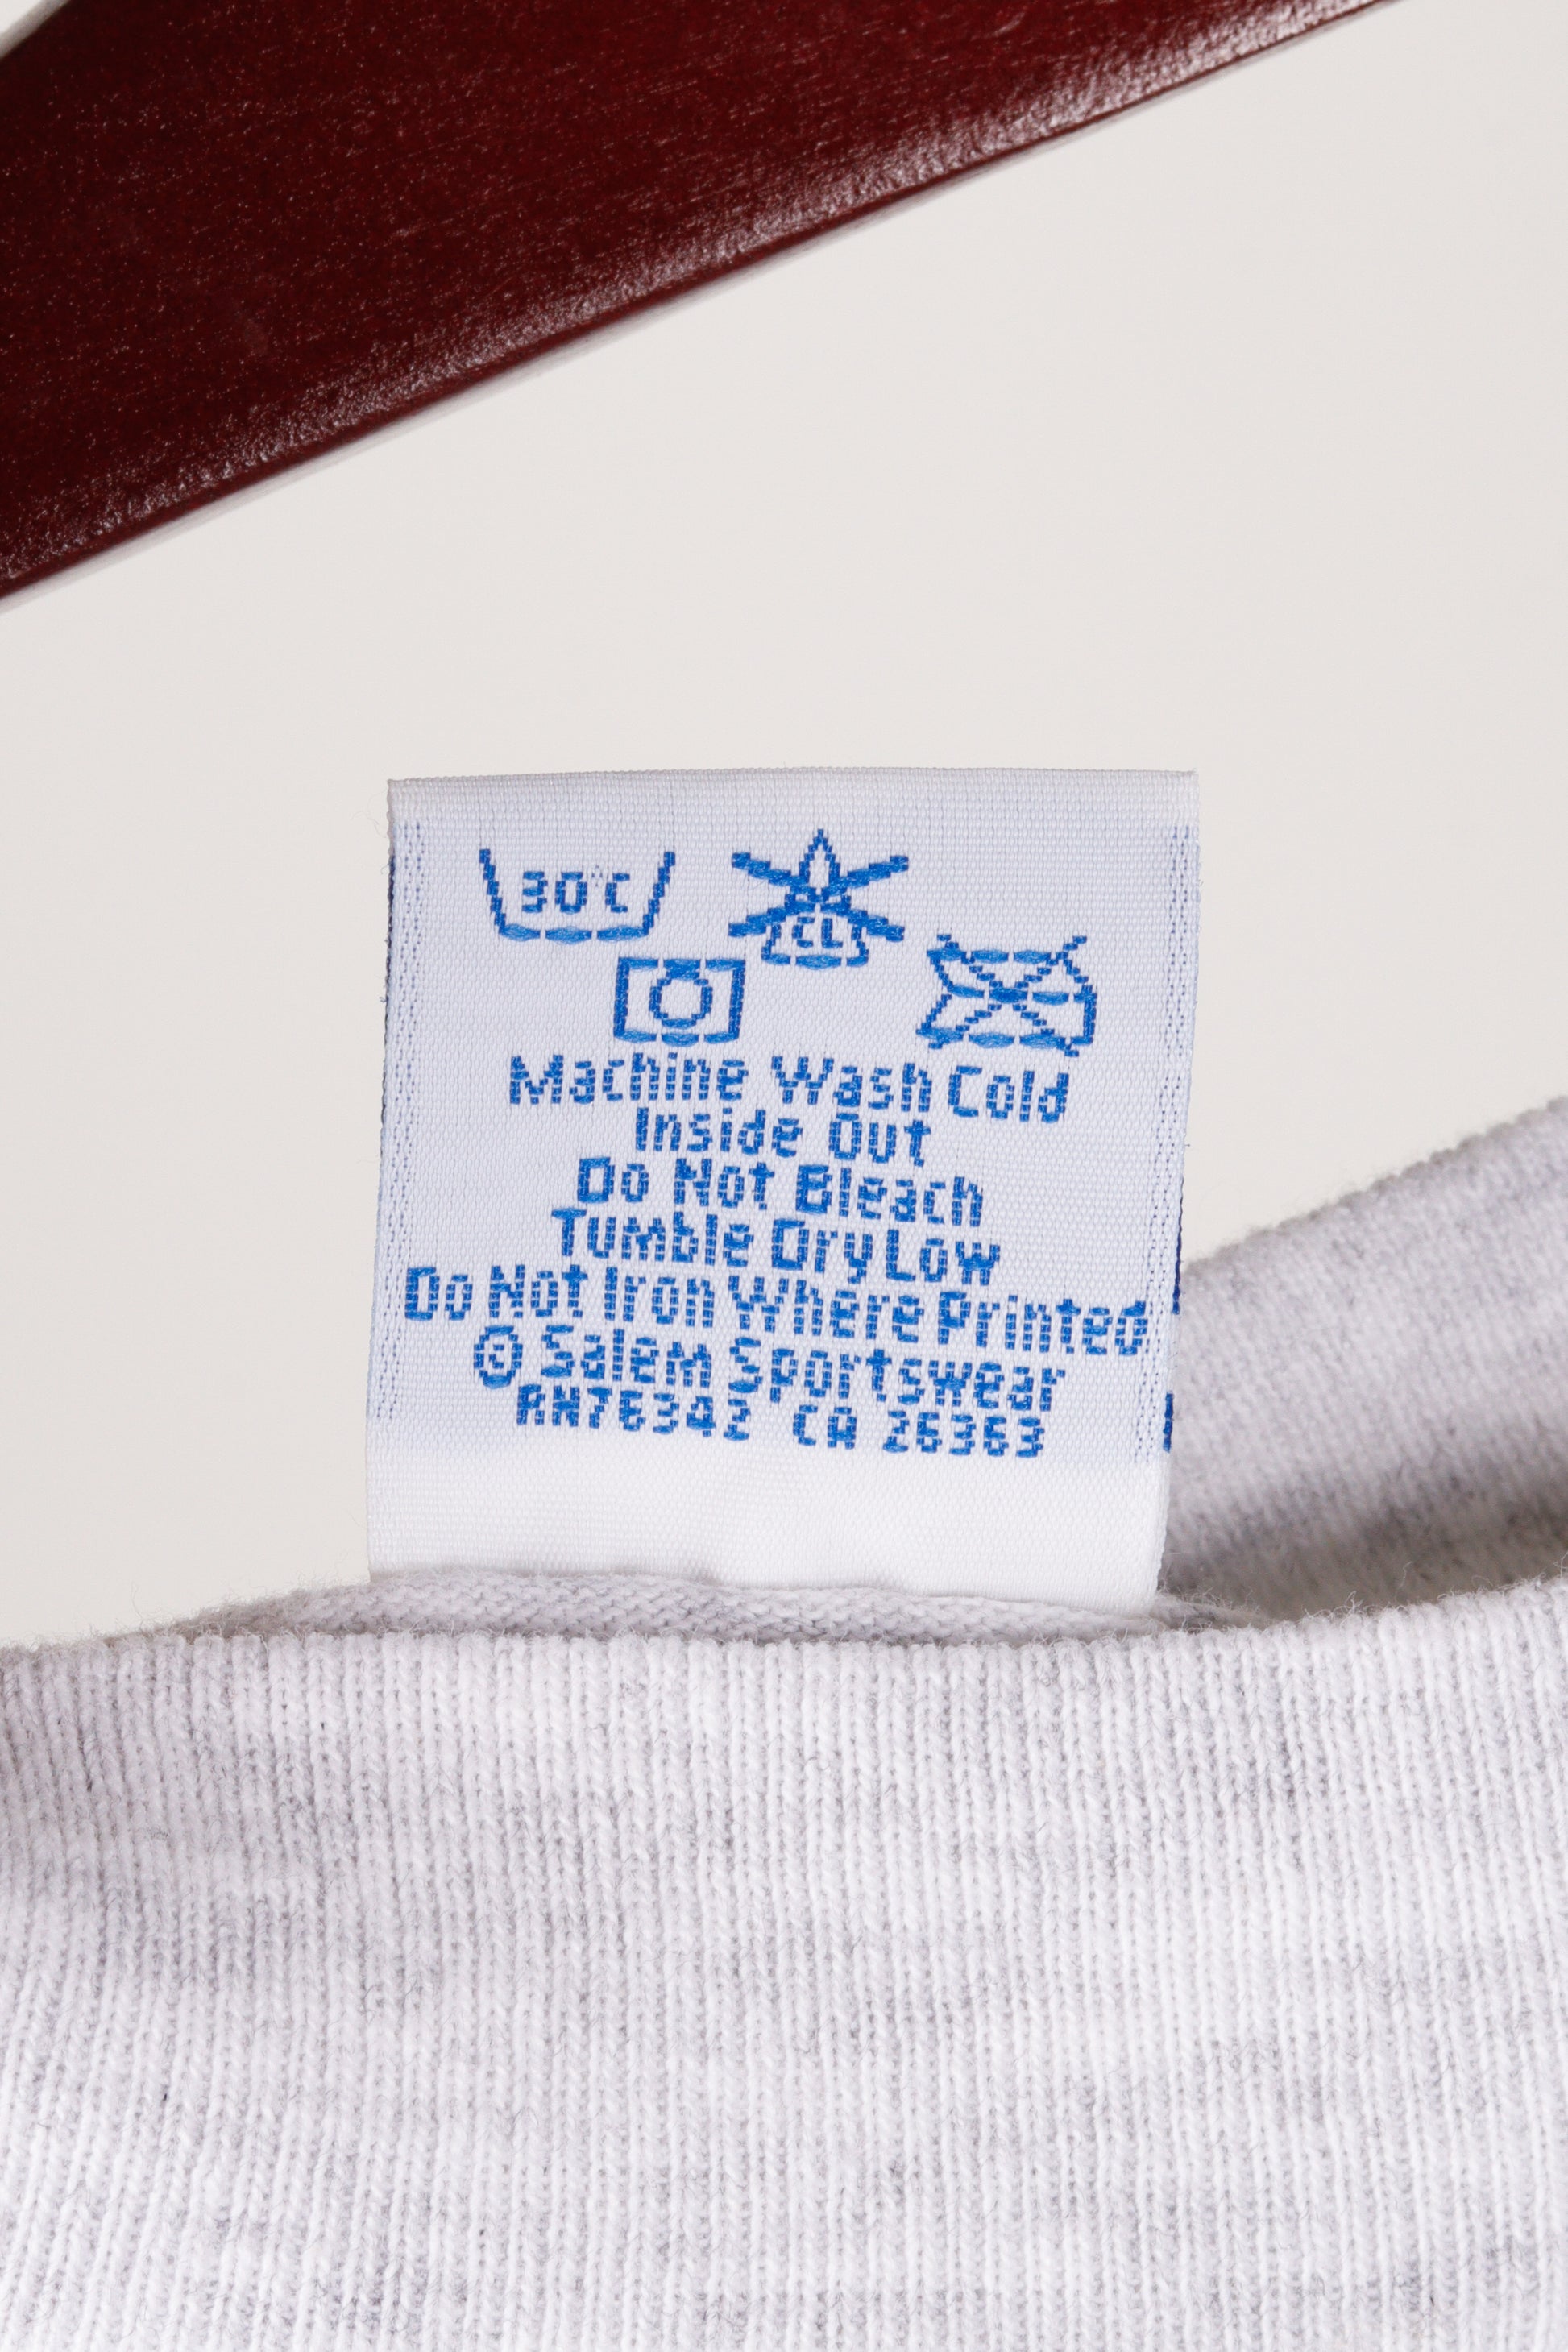 30°C
CL
Machine Wash Cold
Inside Out
Do Not Bleach
Tumble Dry Low
Do Not Iron Where Printed
© Salem Sportswear
RN76342 CA 26363